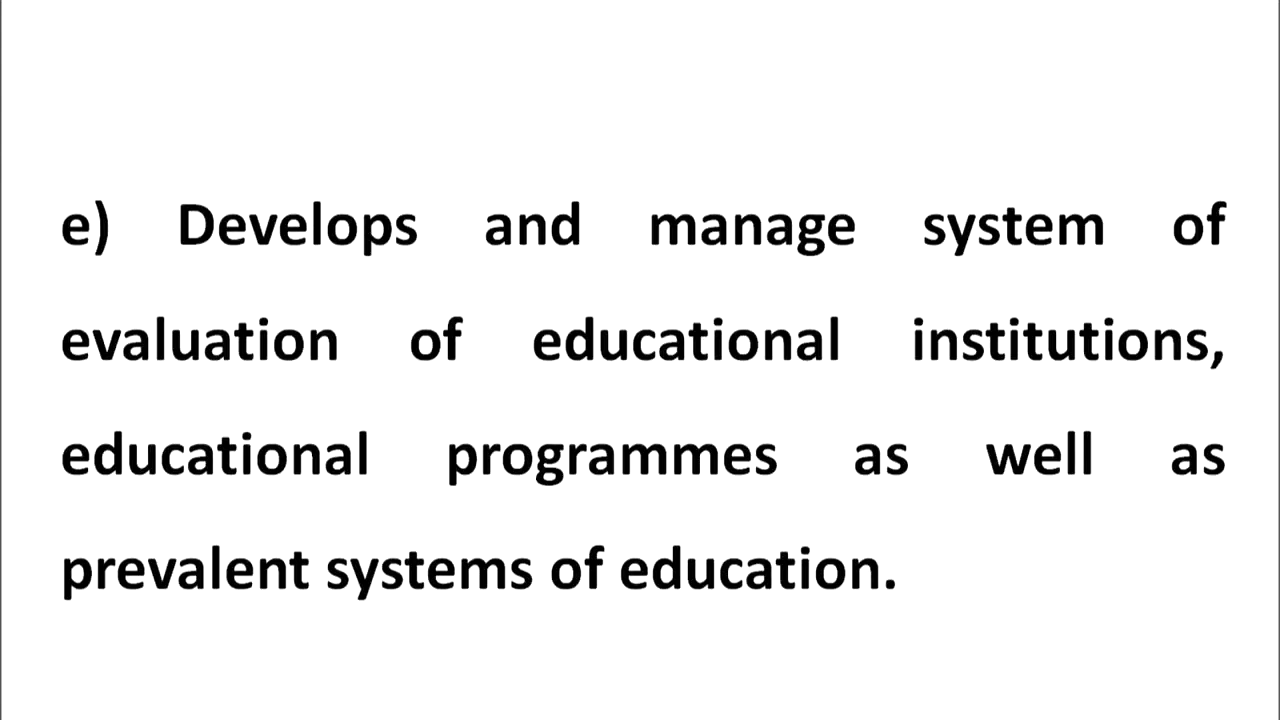 e) Develops and manage system of
evaluation of educational institutions,
educational programmes as well as
prevalent systems of education.